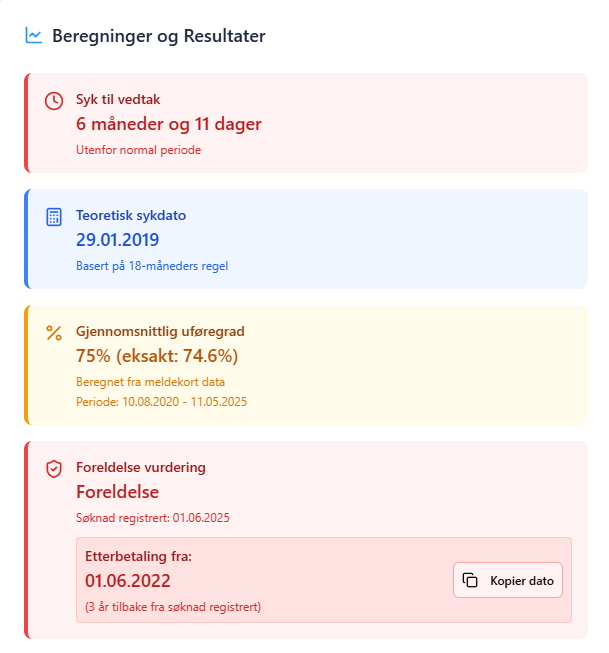 Beregninger og Resultater
Syk til vedtak
6 måneder og 11 dager
Utenfor normal periode
Teoretisk sykdato
29.01.2019
Basert på 18-måneders regel
Gjennomsnittlig uføregrad
75% (eksakt: 74.6%)
Beregnet fra meldekort data
Periode: 10.08.2020 - 11.05.2025
Foreldelse vurdering
Foreldelse
Søknad registrert: 01.06.2025
Etterbetaling fra:
01.06.2022
Kopier dato
(3 år tilbake fra søknad registrert)